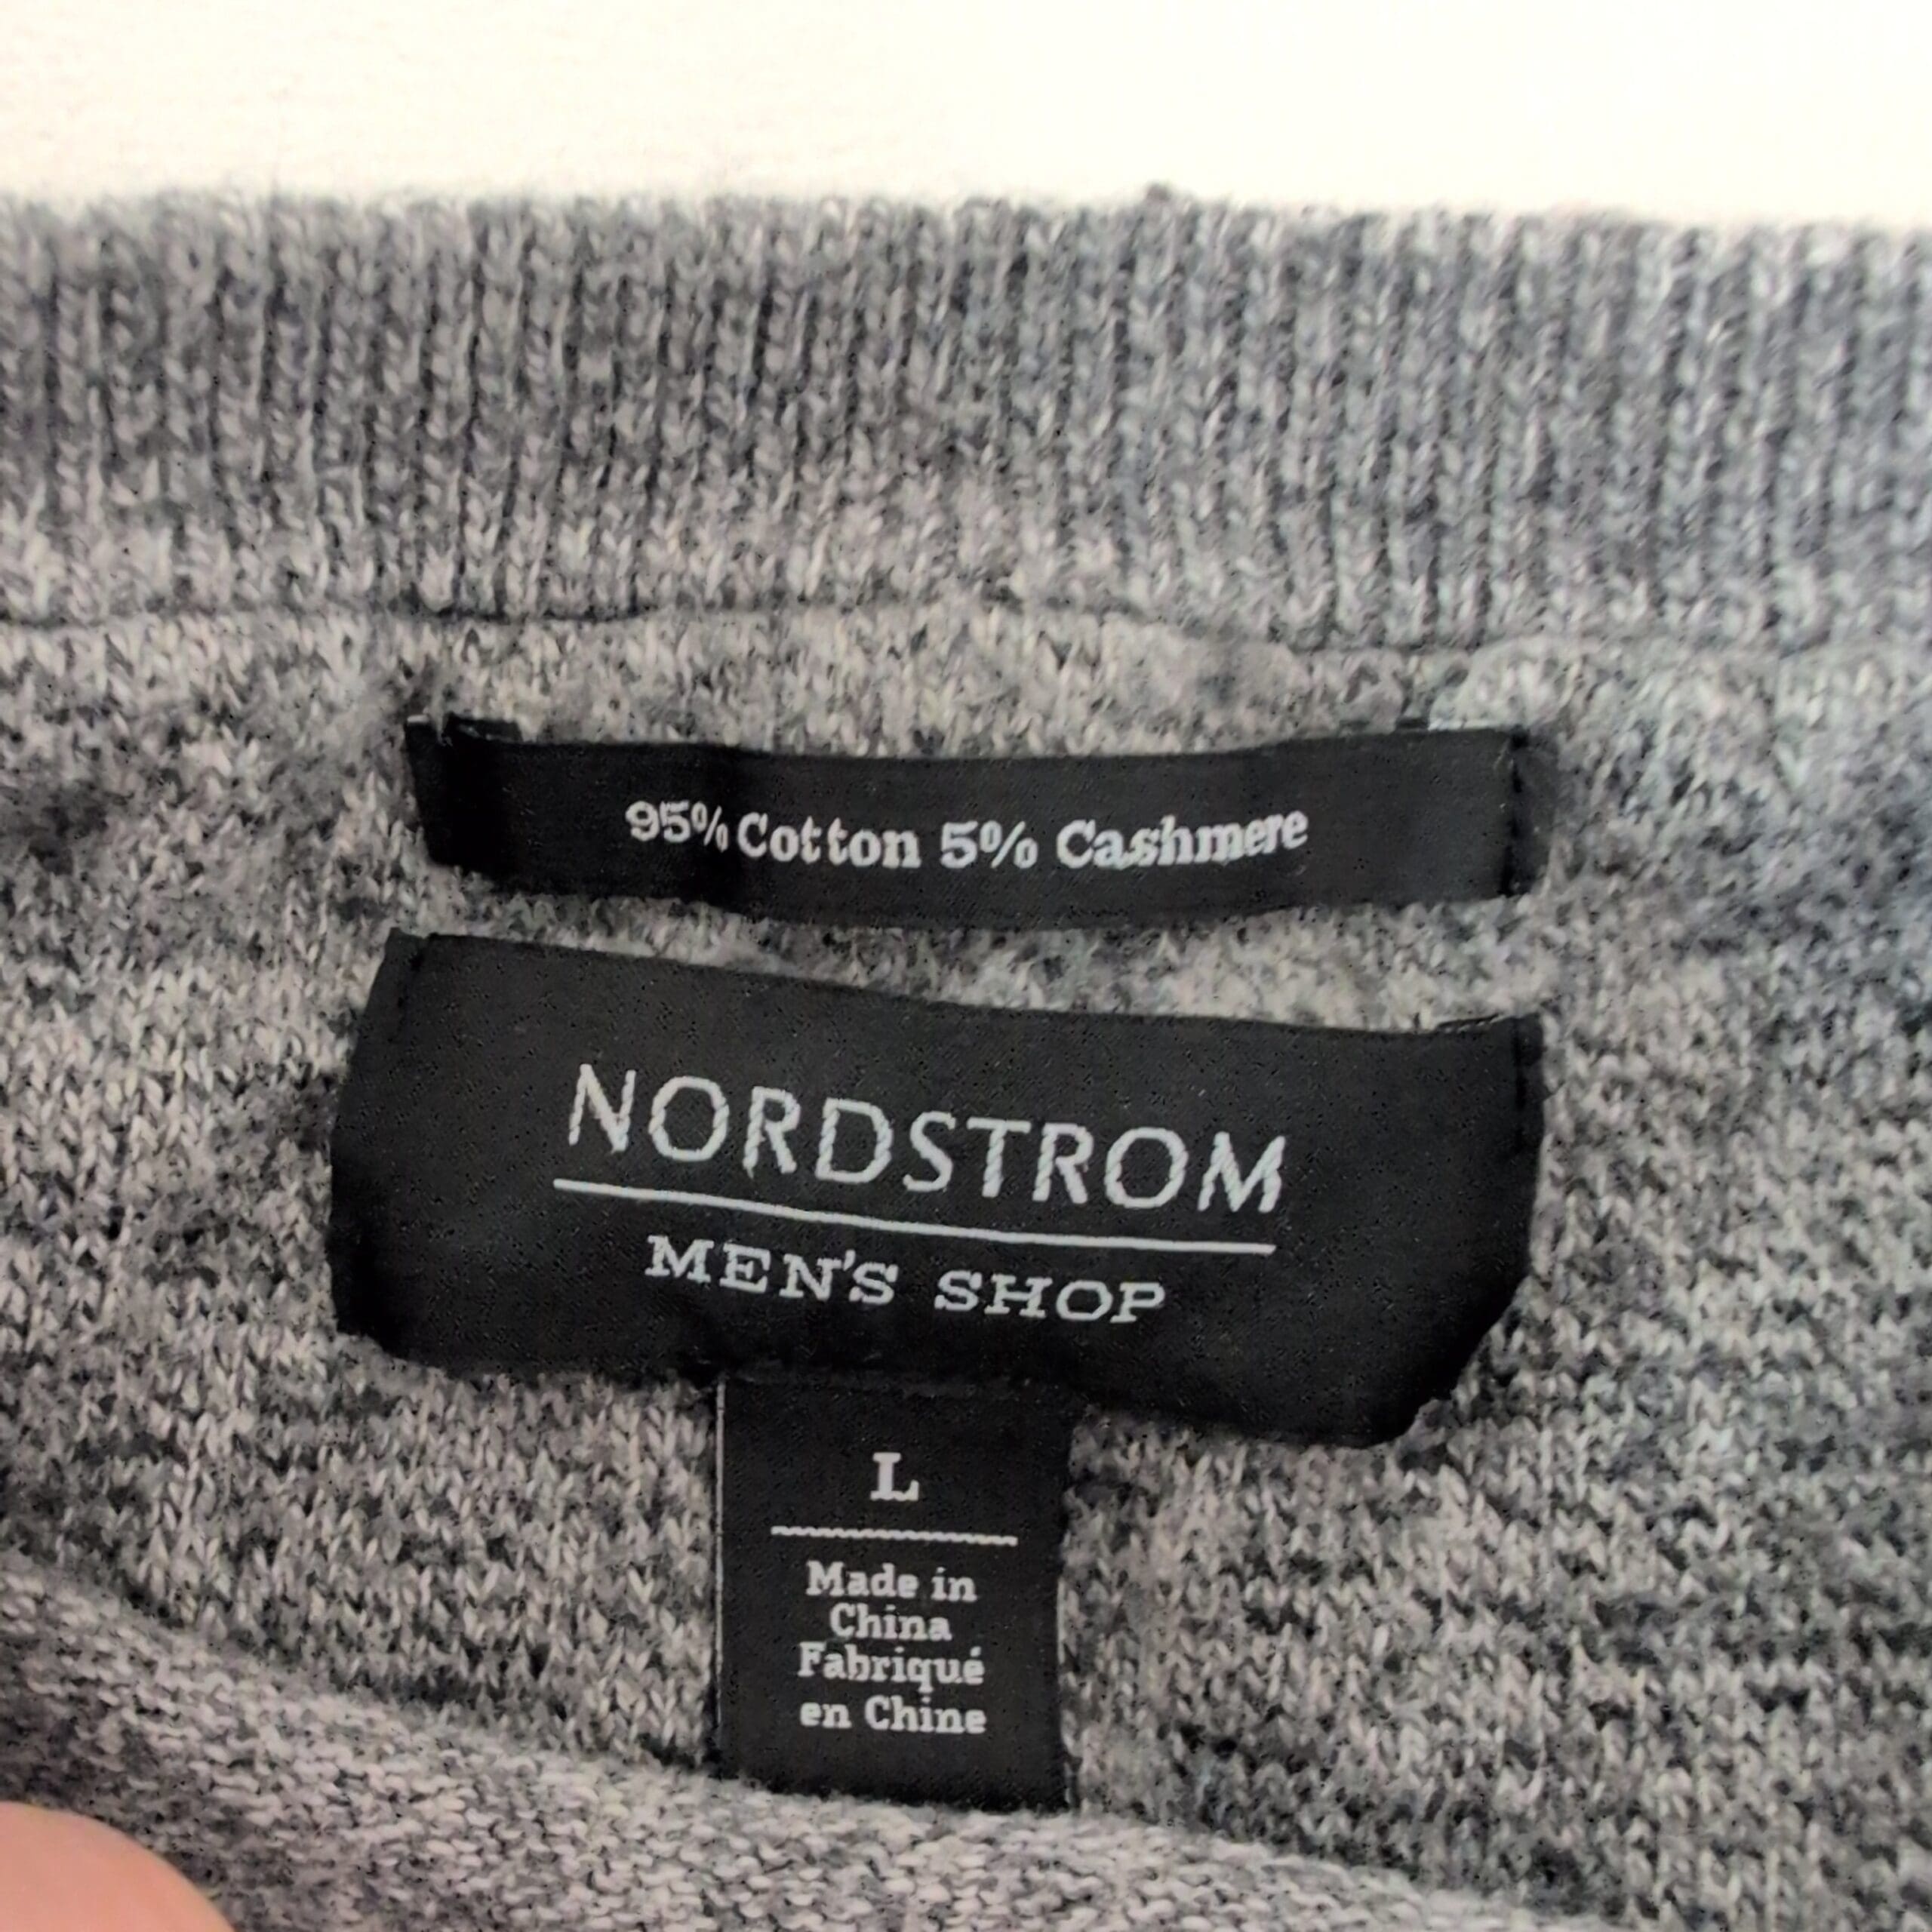 95% Cotton 5% Cashmere
NORDSTROM
MEN'S SHOP
L
Made in
China
Fabriqué
en Chine